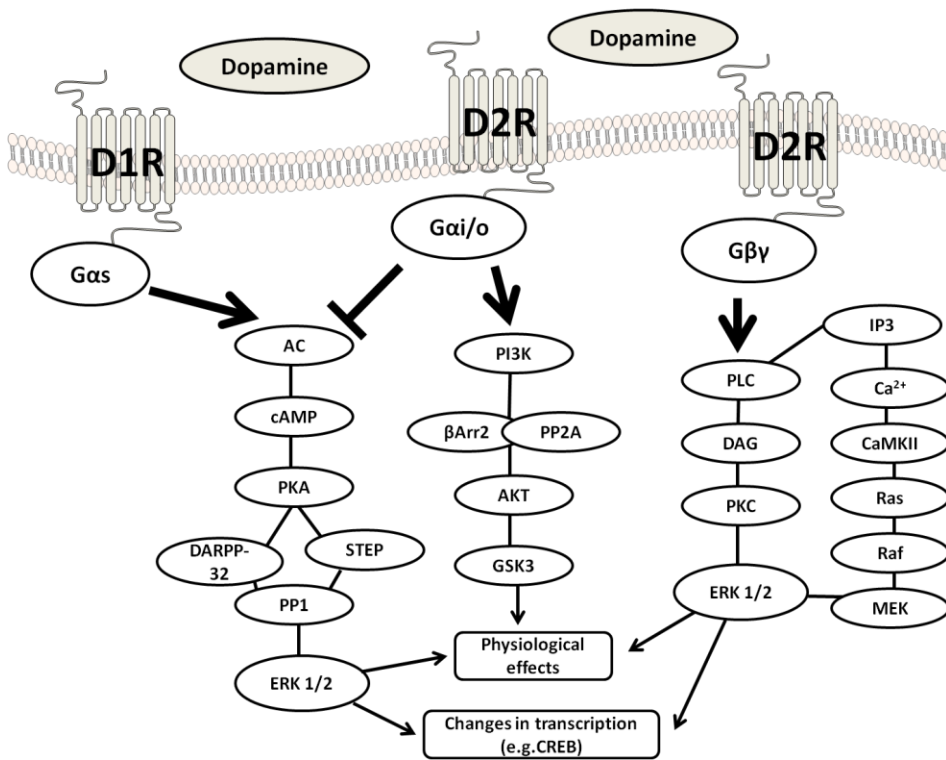 Dopamine
Dopamine
D1R
D2R
D2R
Gαs
Gαi/o
Gβγ
AC
cAMP
PKA
DARPP-
32
STEP
PP1
ERK 1/2
PI3K
βArr2
PP2A
AKT
GSK3
PLC
DAG
PKC
ERK 1/2
IP3
Ca²⁺
CaMKII
Ras
Raf
MEK
Physiological
effects
Changes in transcription
(e.g.CREB)